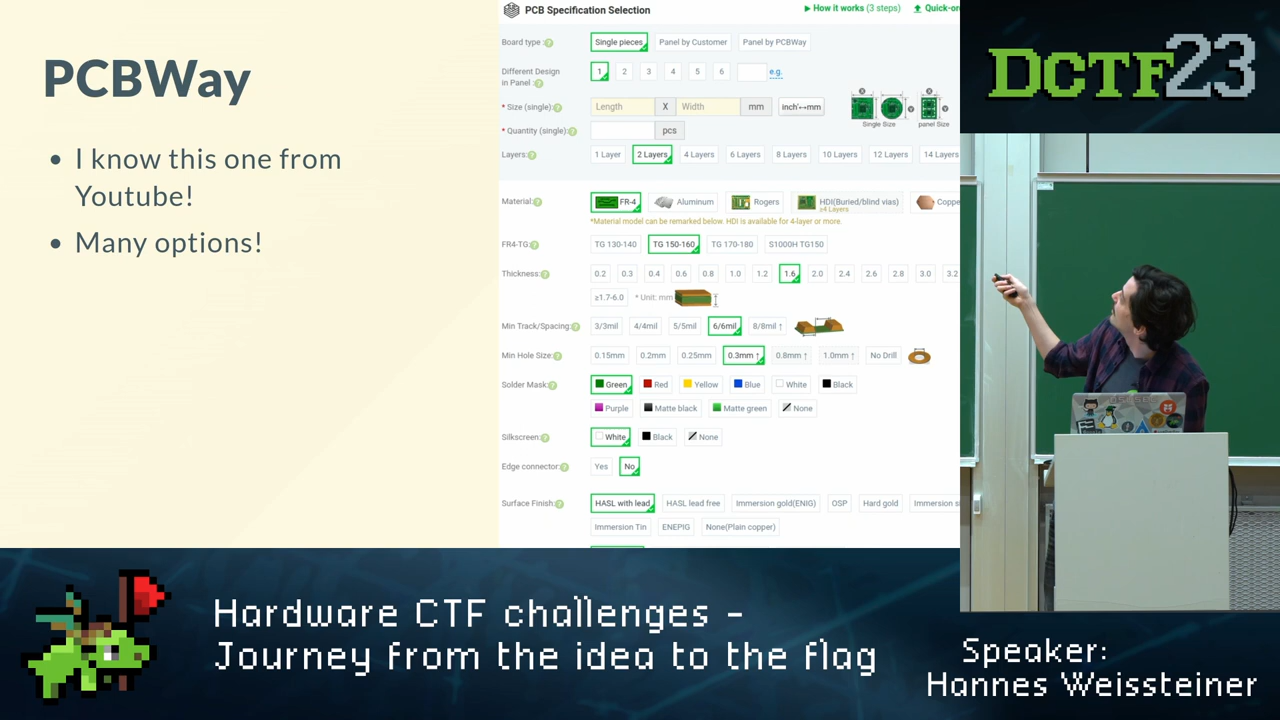 PCBWay
• I know this one from
Youtube!
• Many options!
PCB Specification Selection
How it works (3 steps) Quick-or
Board type : Single pieces Panel by Customer Panel by PCBWay
Different Design
in Panel : 1 2 3 4 5 6 e.g.
* Size (single): Length X Width mm inch↔mm
Single Size panel Size
* Quantity (single): pcs
Layers: 1 Layer 2 Layers 4 Layers 6 Layers 8 Layers 10 Layers 12 Layers 14 Layers
Material: FR-4 Aluminum Rogers HDI(Buried/blind vias) Coppe
≥4 Layers
*Material model can be remarked below. HDI is available for 4-layer or more.
FR4-TG: TG 130-140 TG 150-160 TG 170-180 S1000H TG150
Thickness: 0.2 0.3 0.4 0.6 0.8 1.0 1.2 1.6 2.0 2.4 2.6 2.8 3.0 3.2
≥1.7-6.0 * Unit: mm
Min Track/Spacing: 3/3mil 4/4mil 5/5mil 6/6mil 8/8mil ↑
Min Hole Size: 0.15mm 0.2mm 0.25mm 0.3mm ↑ 0.8mm ↑ 1.0mm ↑ No Drill
Solder Mask: Green Red Yellow Blue White Black
Purple Matte black Matte green None
Silkscreen: White Black None
Edge connector: Yes No
Surface Finish: HASL with lead HASL lead free Immersion gold(ENIG) OSP Hard gold Immersion si
Immersion Tin ENEPIG None(Plain copper)
DCTF23
Hardware CTF challenges -
Journey from the idea to the flag
Speaker:
Hannes Weissteiner